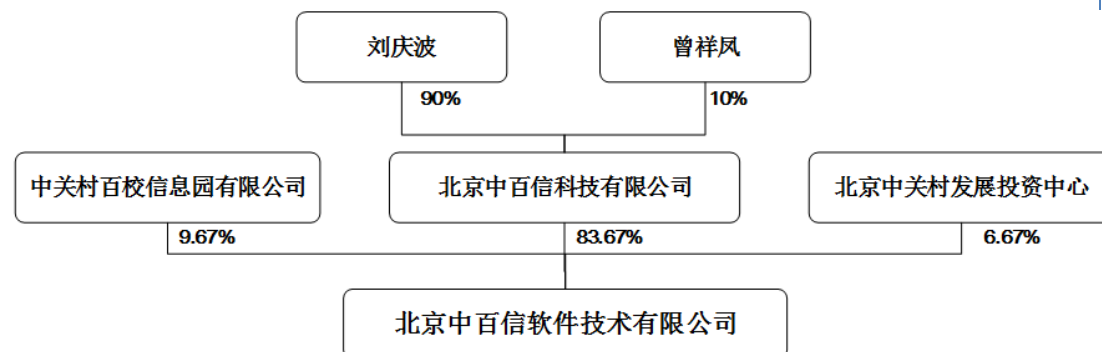 刘庆波
曾祥凤
90%
10%
中关村百校信息园有限公司
北京中百信科技有限公司
北京中关村发展投资中心
9.67%
83.67%
6.67%
北京中百信软件技术有限公司